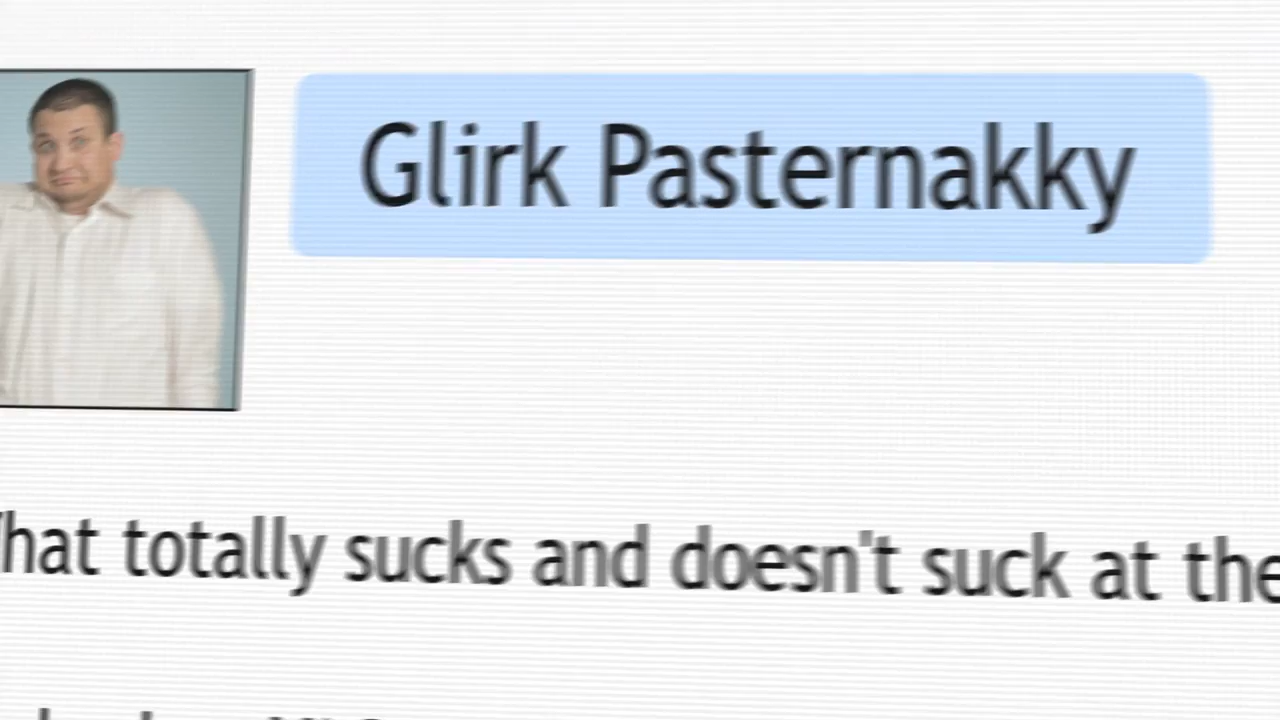 Glirk Pasternakky
hat totally sucks and doesn't suck at the